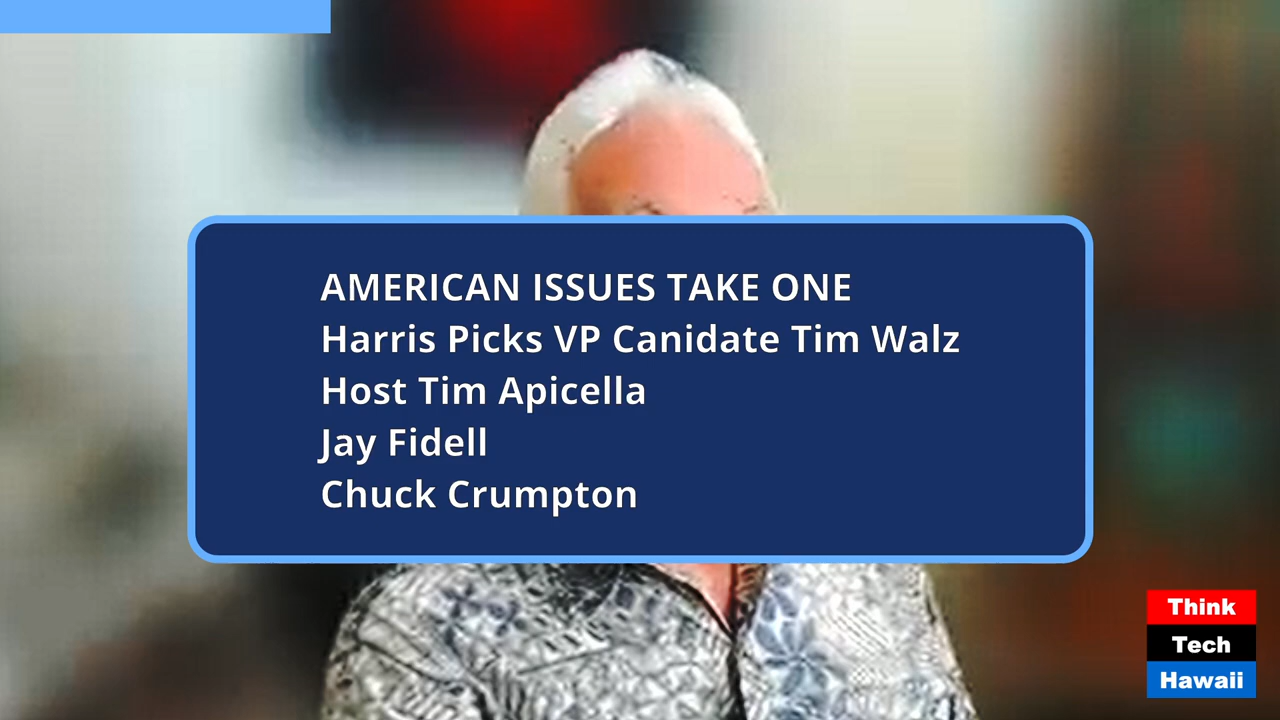 AMERICAN ISSUES TAKE ONE
Harris Picks VP Canidate Tim Walz
Host Tim Apicella
Jay Fidell
Chuck Crumpton
Think
Tech
Hawaii